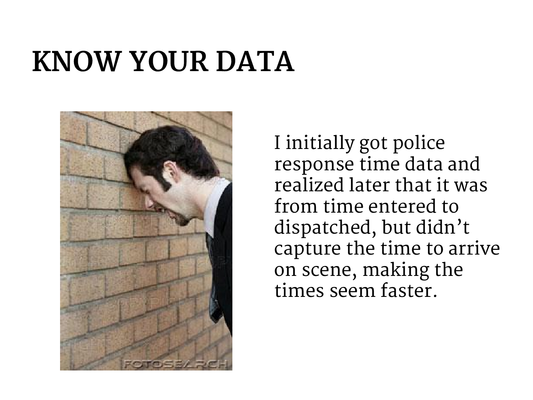 KNOW YOUR DATA
I initially got police
response time data and
realized later that it was
from time entered to
dispatched, but didn’t
capture the time to arrive
on scene, making the
times seem faster.
FOTOSEARCH